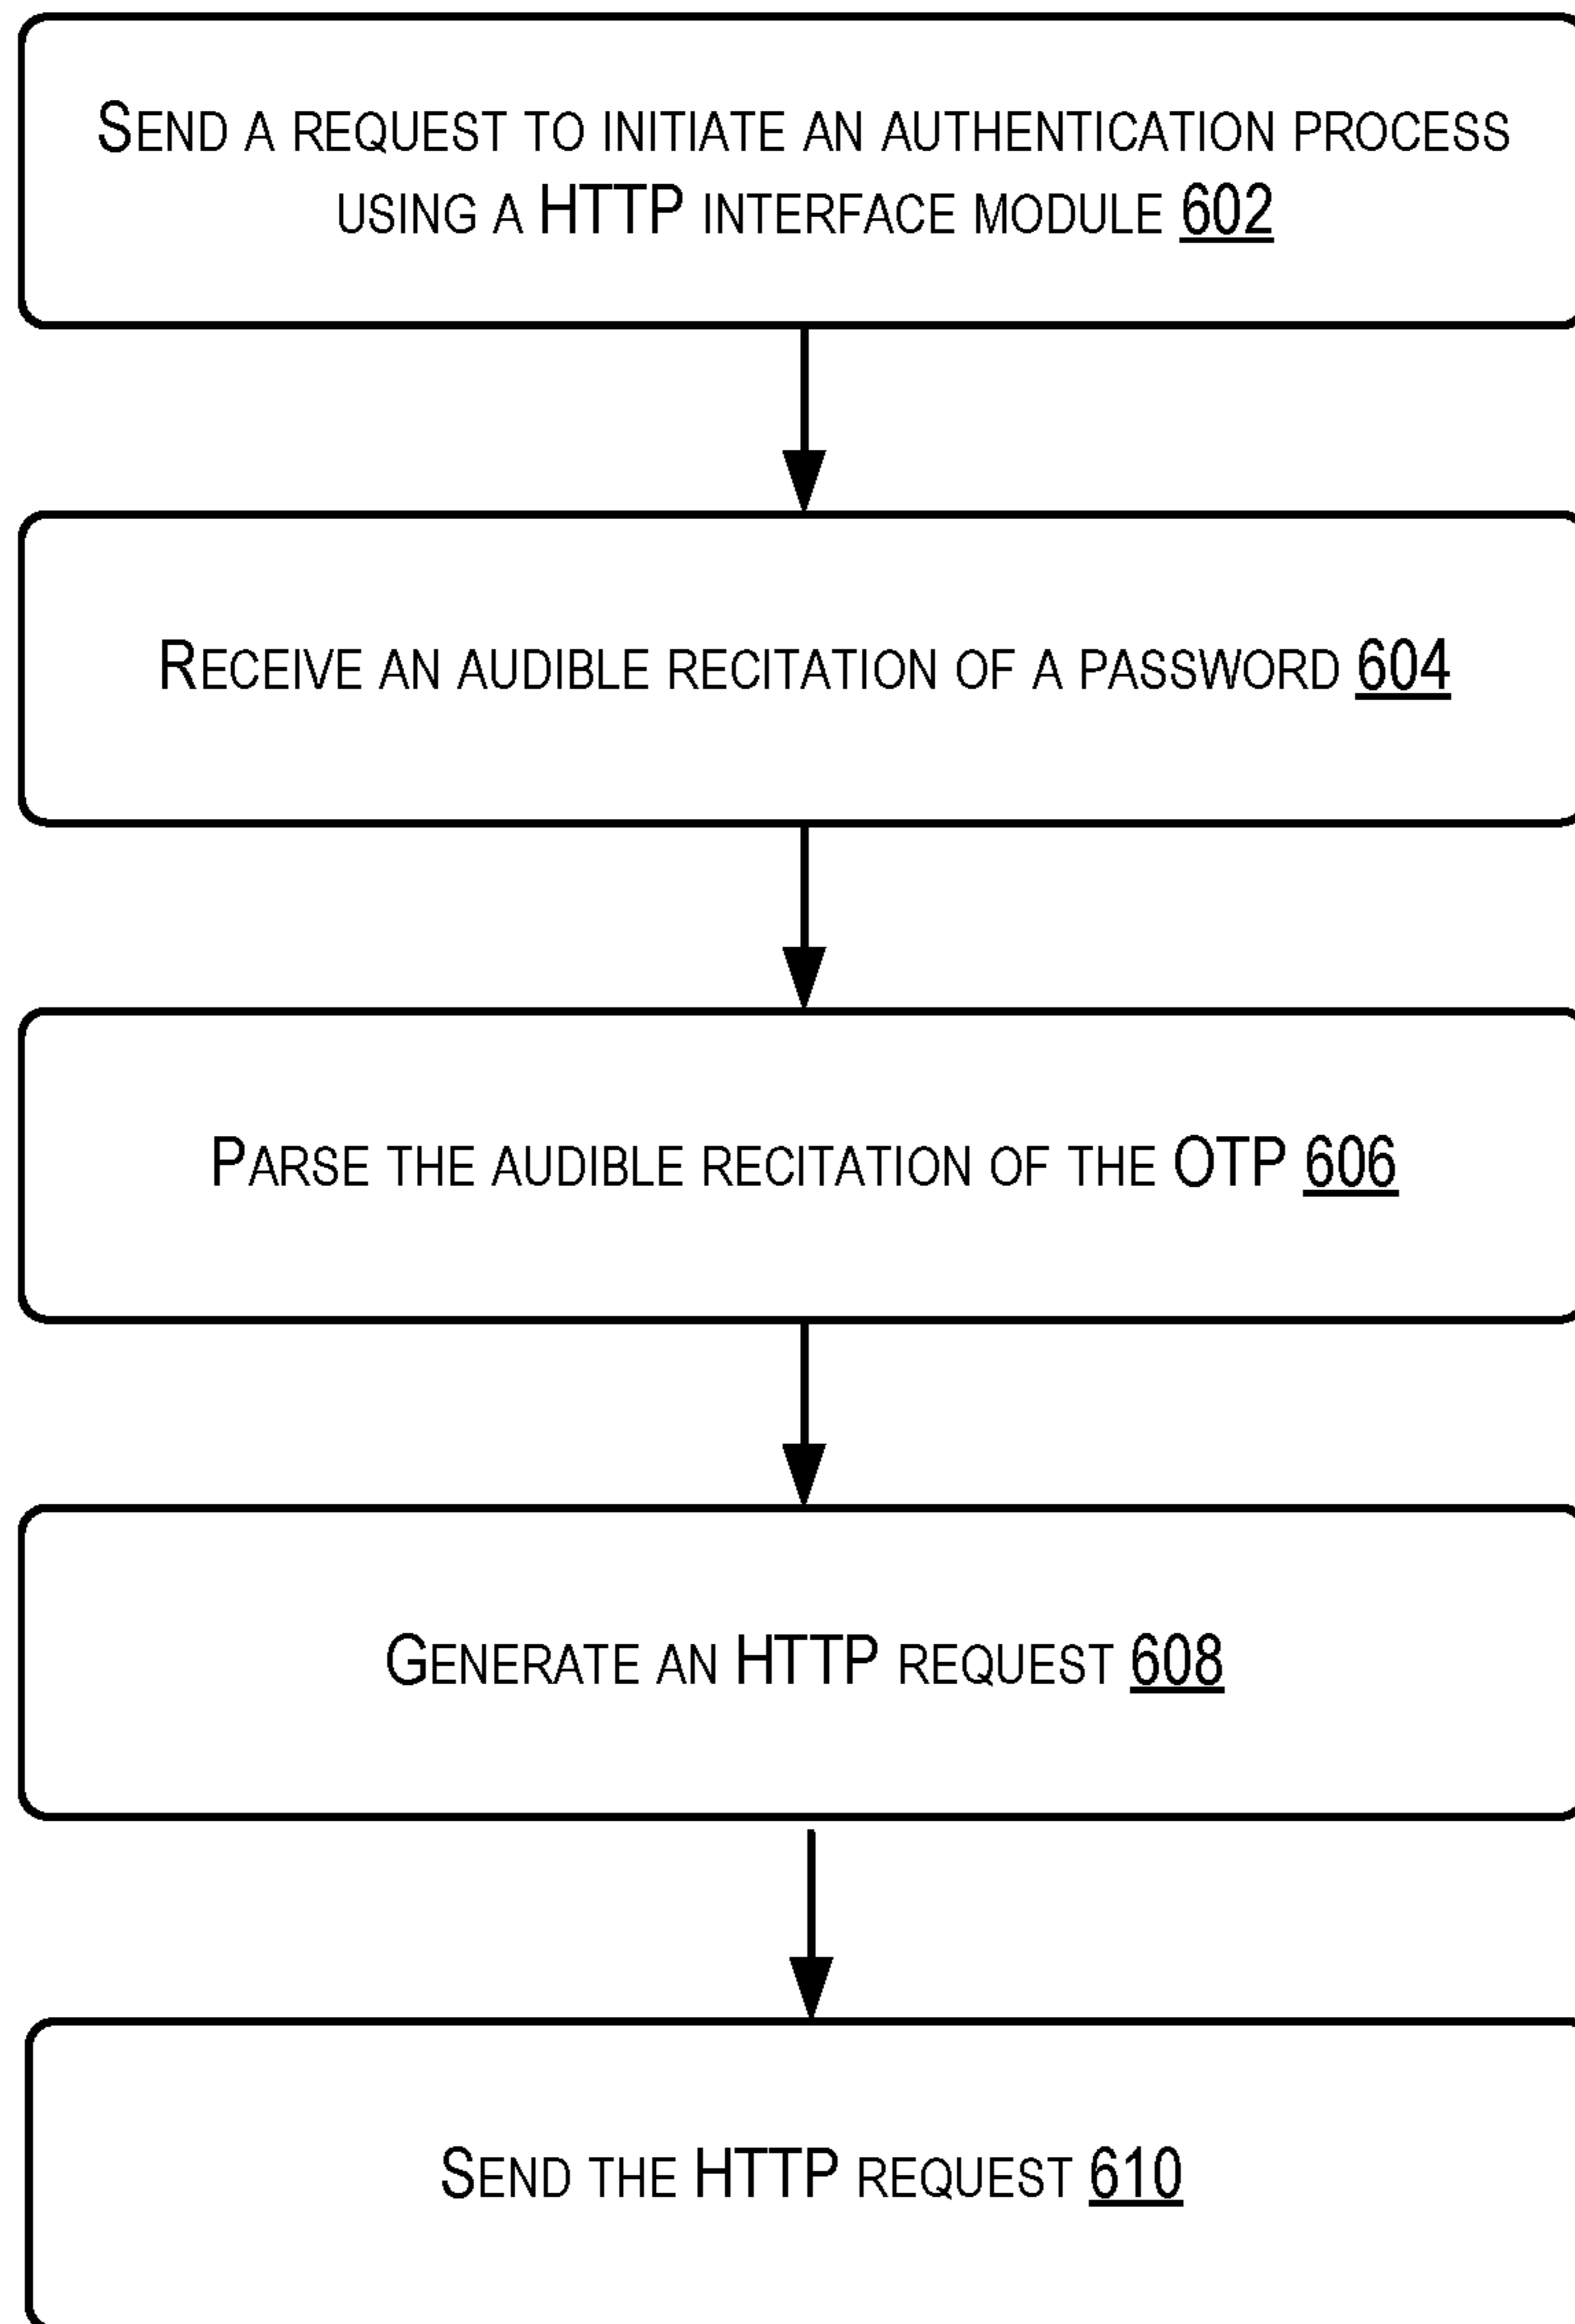 Send a request to initiate an authentication process
using a HTTP interface module 602
Receive an audible recitation of a password 604
Parse the audible recitation of the OTP 606
Generate an HTTP request 608
Send the HTTP request 610